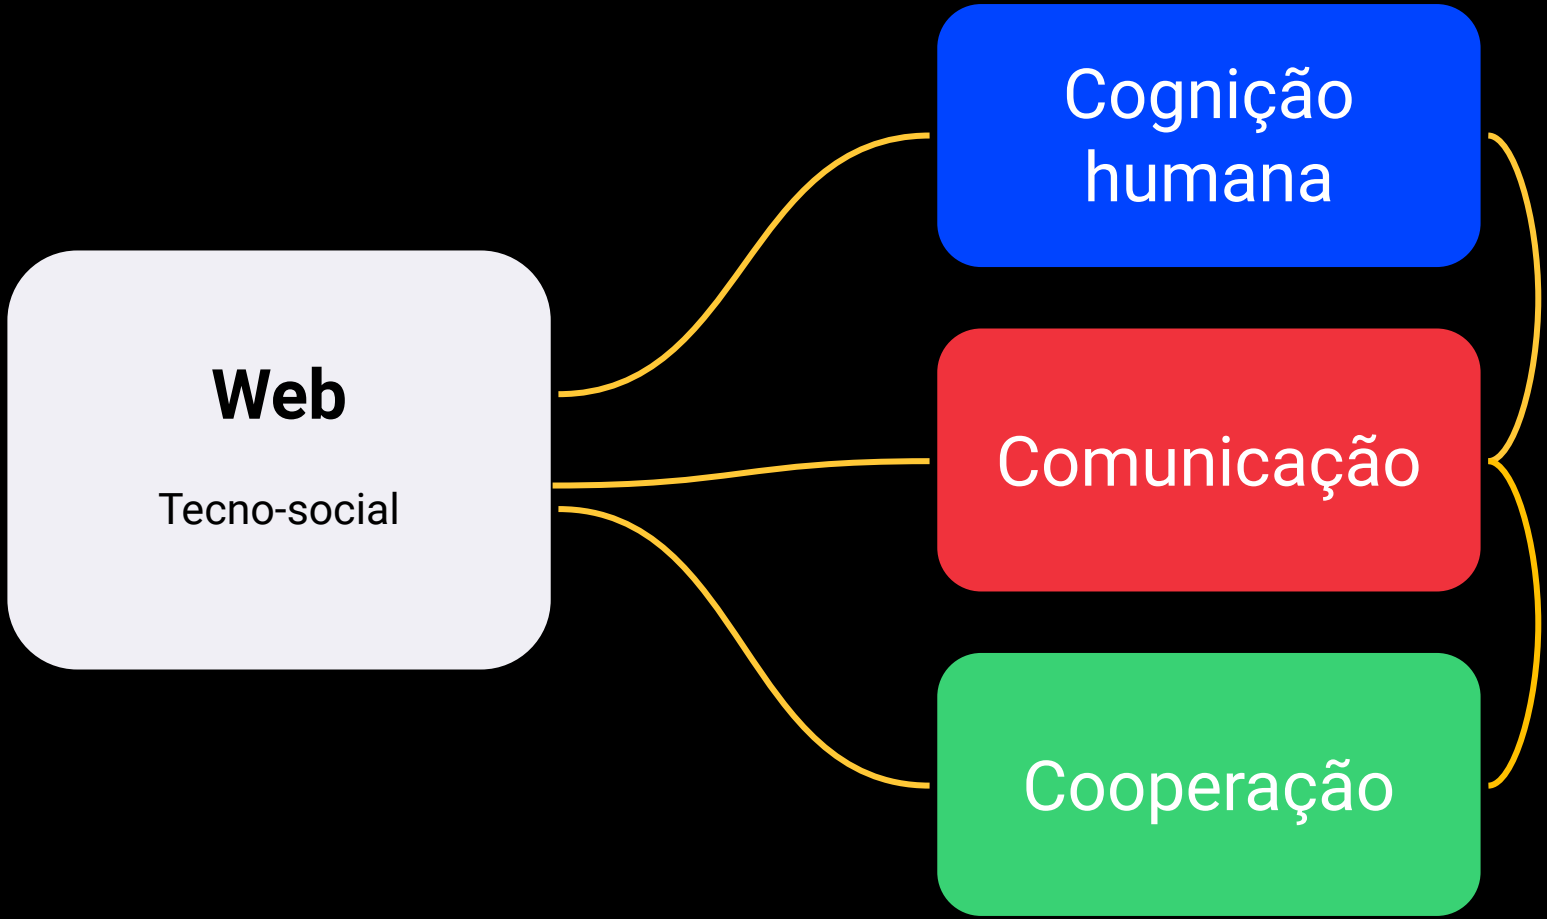 Web
Tecno-social
Cognição
humana
Comunicação
Cooperação